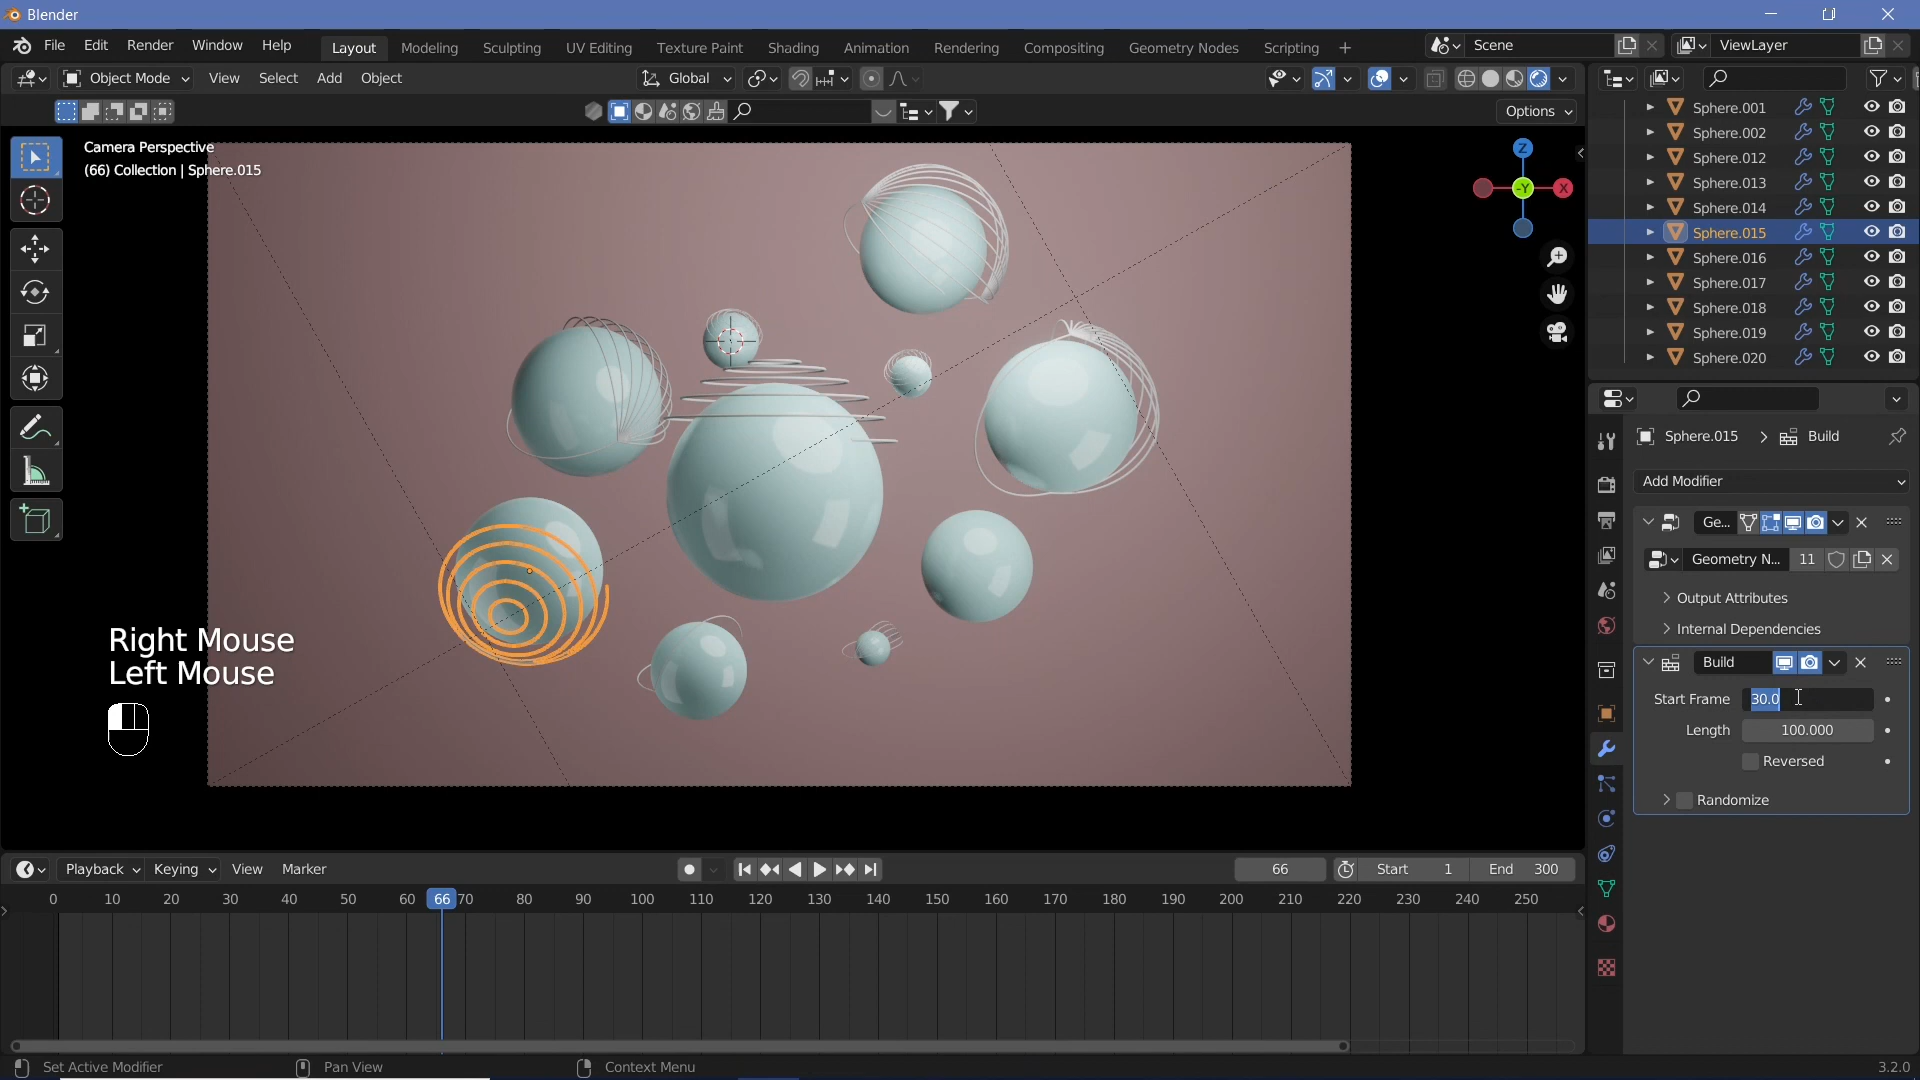 Blender
File Edit Render Window Help
Layout Modeling Sculpting UV Editing Texture Paint Shading Animation Rendering Compositing Geometry Nodes Scripting +
Scene
ViewLayer
Object Mode View Select Add Object
Global
Options
Camera Perspective
(66) Collection | Sphere.015
Z
-Y
X
Sphere.001
Sphere.002
Sphere.012
Sphere.013
Sphere.014
Sphere.015
Sphere.016
Sphere.017
Sphere.018
Sphere.019
Sphere.020
Sphere.015 > Build
Add Modifier
Ge...
Geometry N... 11
Output Attributes
Internal Dependencies
Build
Start Frame 30.0
Length 100.000
Reversed
Randomize
Right Mouse
Left Mouse
Playback Keying View Marker
66 Start 1 End 300
0 10 20 30 40 50 60 66 70 80 90 100 110 120 130 140 150 160 170 180 190 200 210 220 230 240 250
Set Active Modifier Pan View Context Menu
3.2.0